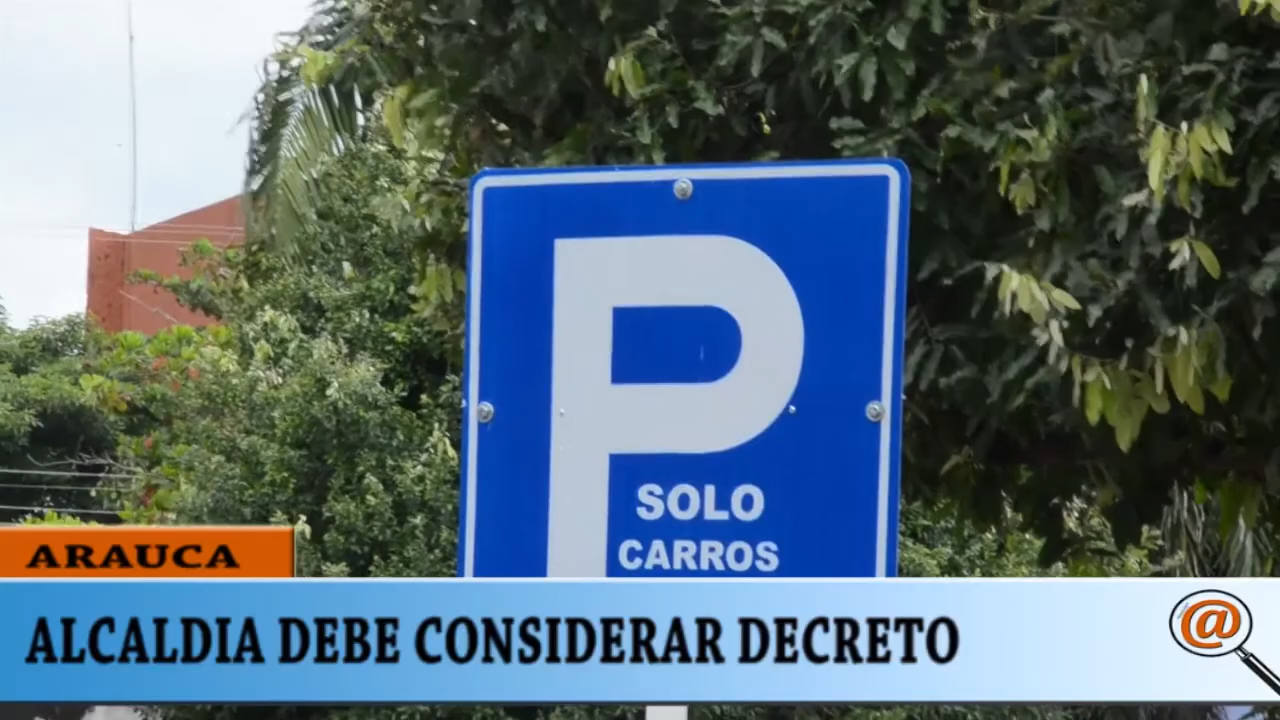 P
SOLO
CARROS
ARAUCA
ALCALDIA DEBE CONSIDERAR DECRETO
@